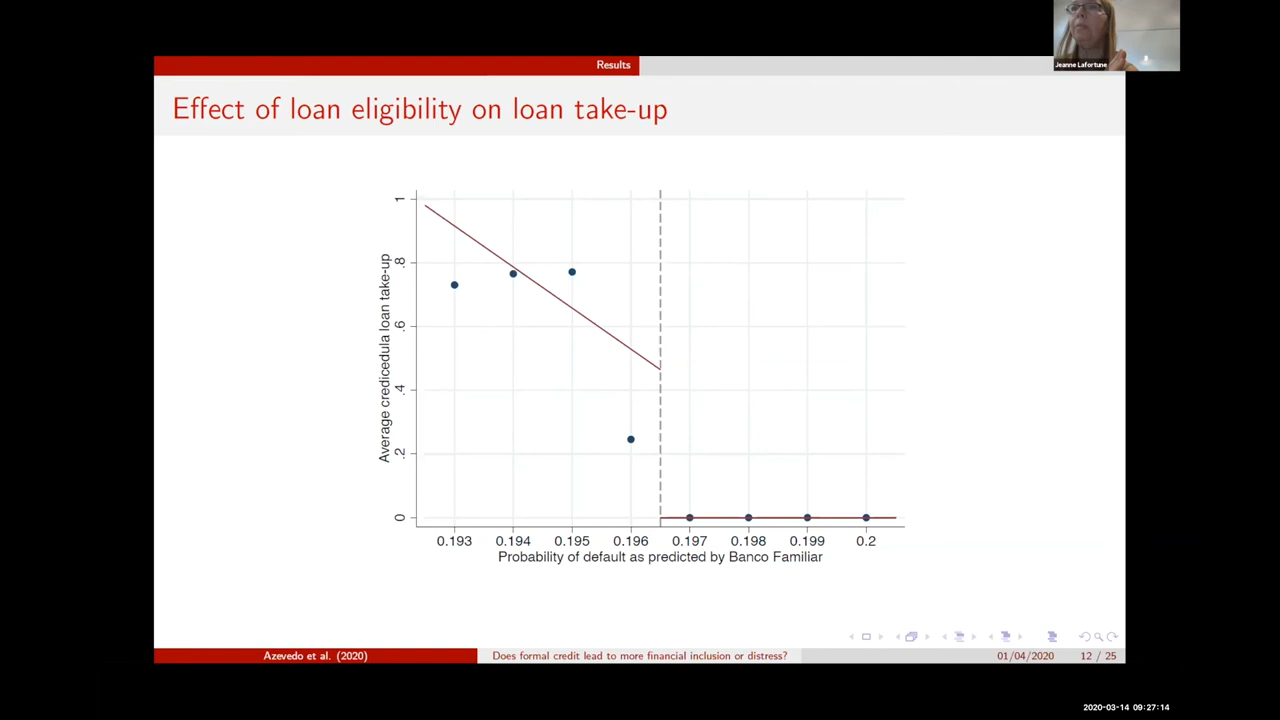 Jeanne Lafortune
Results
Effect of loan eligibility on loan take-up
Average credicedula loan take-up
1
.8
.6
.4
.2
0
0.193 0.194 0.195 0.196 0.197 0.198 0.199 0.2
Probability of default as predicted by Banco Familiar
Azevedo et al. (2020) Does formal credit lead to more financial inclusion or distress? 01/04/2020 12 / 25
2020-03-14 09:27:14